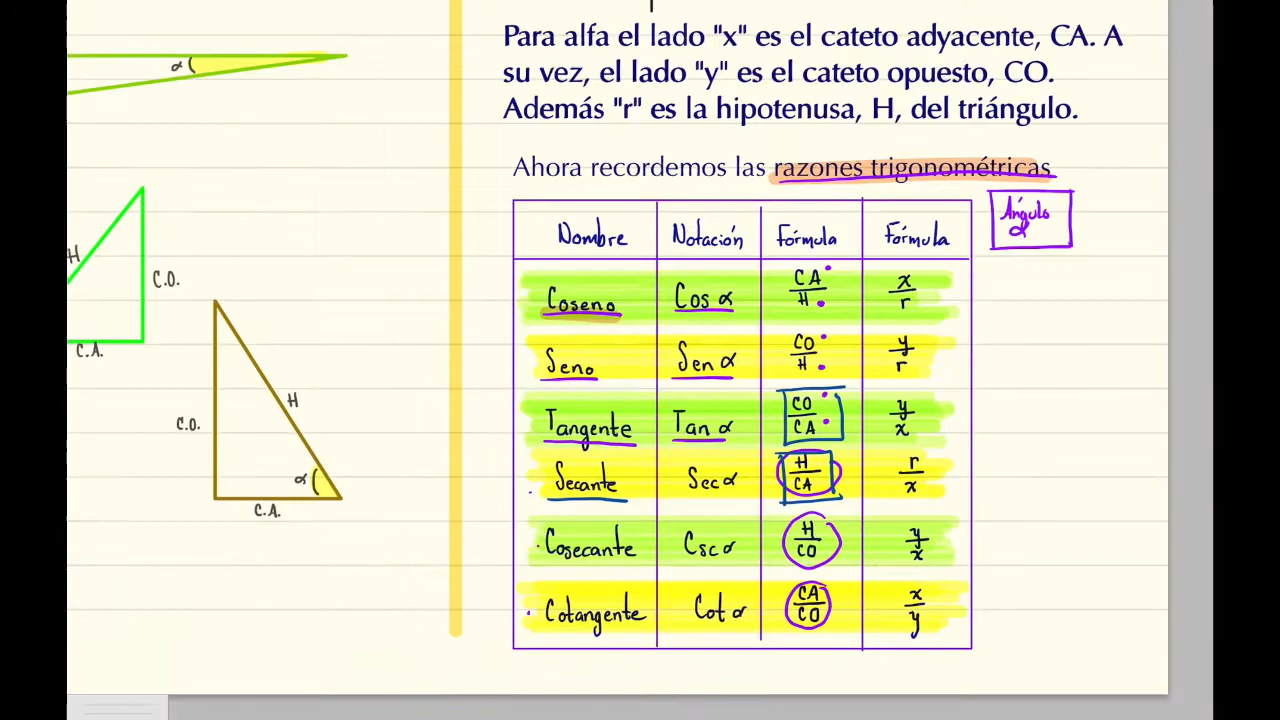 Para alfa el lado "x" es el cateto adyacente, CA. A
su vez, el lado "y" es el cateto opuesto, CO.
Además "r" es la hipotenusa, H, del triángulo.
Ahora recordemos las razones trigonométricas
Ángulo
α
Nombre Notación Fórmula Fórmula
Coseno Cos α CA/H x/r
Seno Sen α CO/H y/r
Tangente Tan α CO/CA y/x
Secante Sec α H/CA r/x
Cosecante Csc α H/CO y/x
Cotangente Cot α CA/CO x/y
α
H
C.O.
C.A.
C.O.
H
α
C.A.